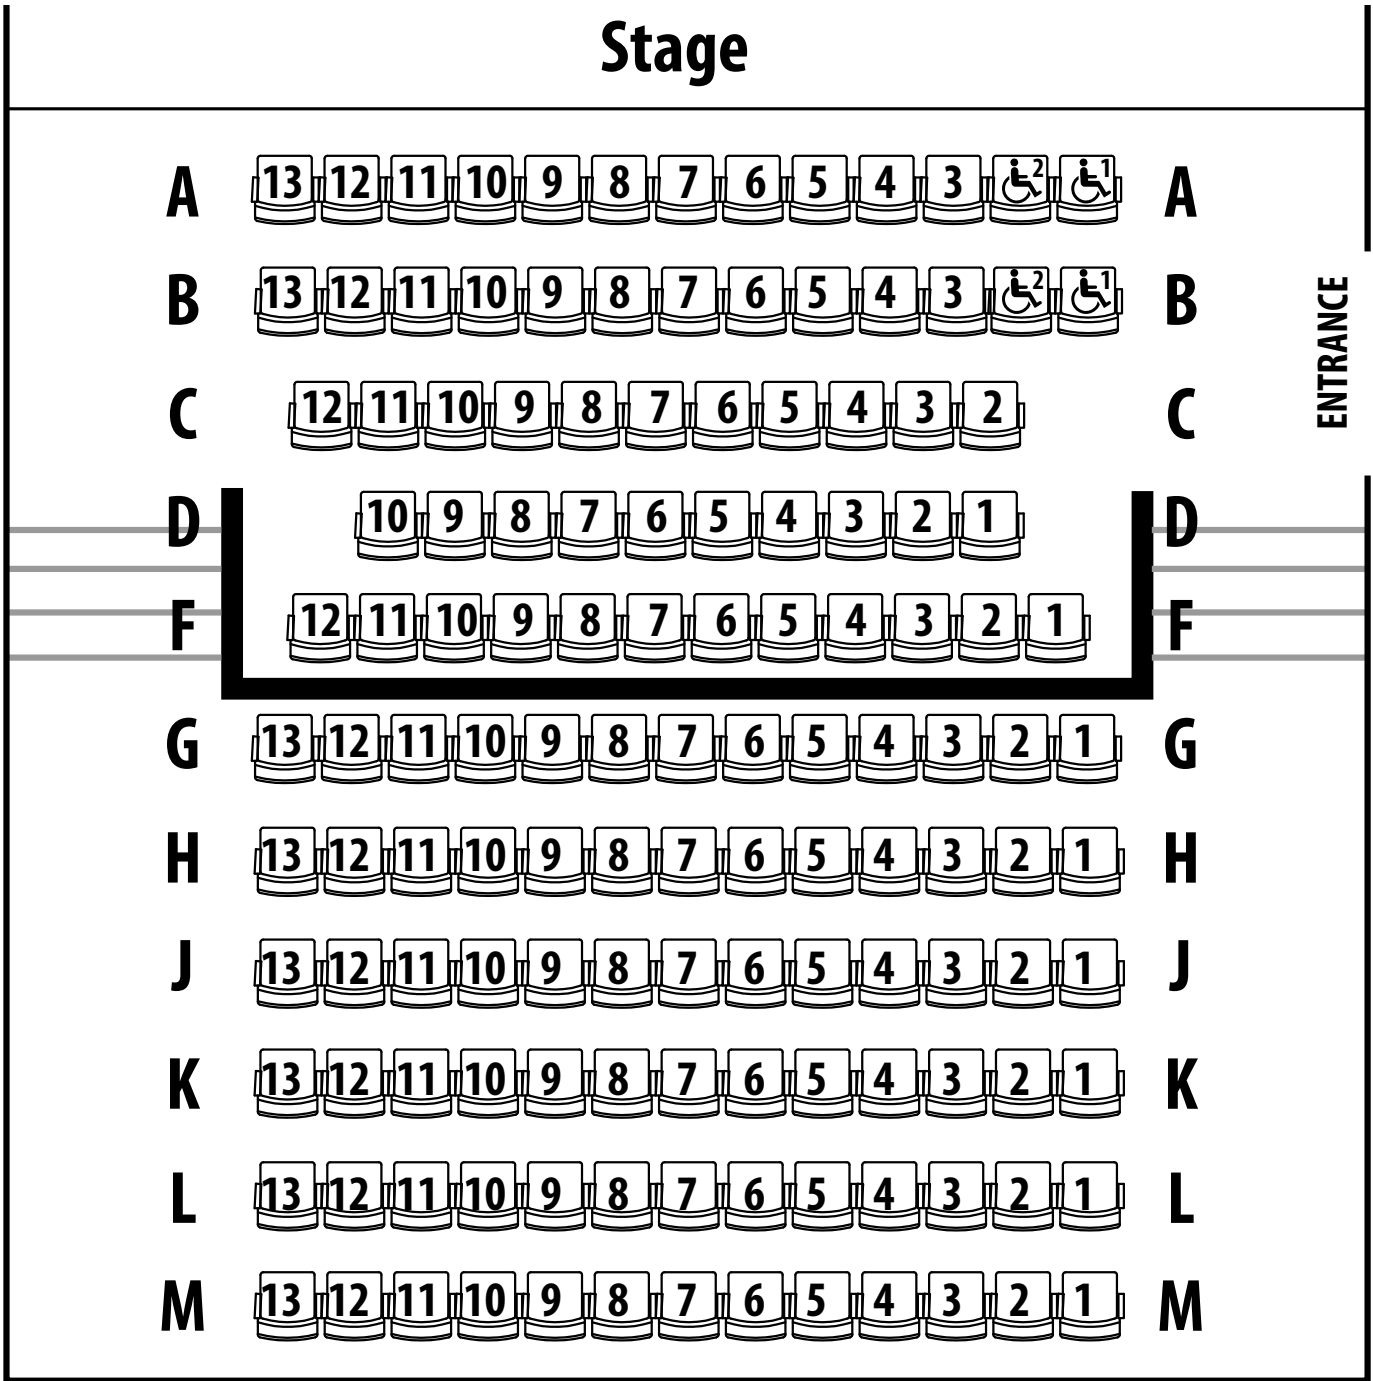 Stage
A 13 12 11 10 9 8 7 6 5 4 3 2 1 A
B 13 12 11 10 9 8 7 6 5 4 3 2 1 B
ENTRANCE
C 12 11 10 9 8 7 6 5 4 3 2 C
D 10 9 8 7 6 5 4 3 2 1 D
F 12 11 10 9 8 7 6 5 4 3 2 1 F
G 13 12 11 10 9 8 7 6 5 4 3 2 1 G
H 13 12 11 10 9 8 7 6 5 4 3 2 1 H
J 13 12 11 10 9 8 7 6 5 4 3 2 1 J
K 13 12 11 10 9 8 7 6 5 4 3 2 1 K
L 13 12 11 10 9 8 7 6 5 4 3 2 1 L
M 13 12 11 10 9 8 7 6 5 4 3 2 1 M